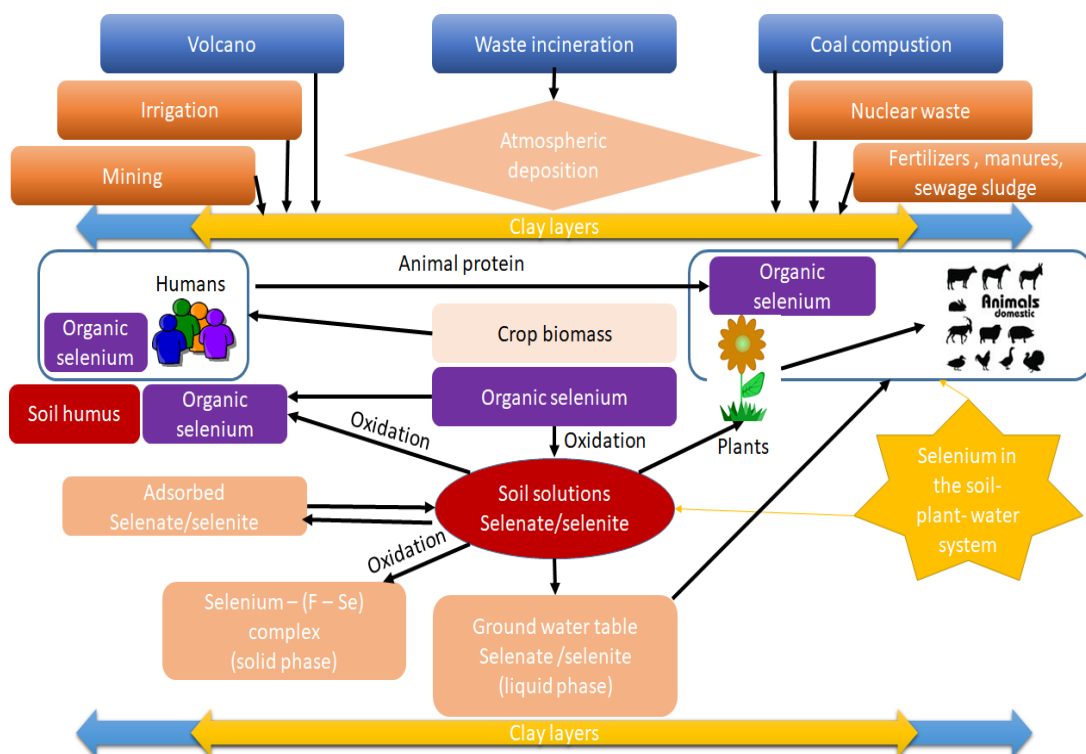 Volcano
Waste incineration
Coal compustion
Irrigation
Nuclear waste
Atmospheric
deposition
Mining
Fertilizers , manures,
sewage sludge
Clay layers
Animal protein
Humans
Organic
selenium
Organic
selenium
Animals
domestic
Crop biomass
Soil humus
Organic
selenium
Organic selenium
Oxidation
Oxidation
Plants
Selenium in
the soil-
plant- water
system
Adsorbed
Selenate/selenite
Soil solutions
Selenate/selenite
Oxidation
Selenium – (F – Se)
complex
(solid phase)
Ground water table
Selenate /selenite
(liquid phase)
Clay layers